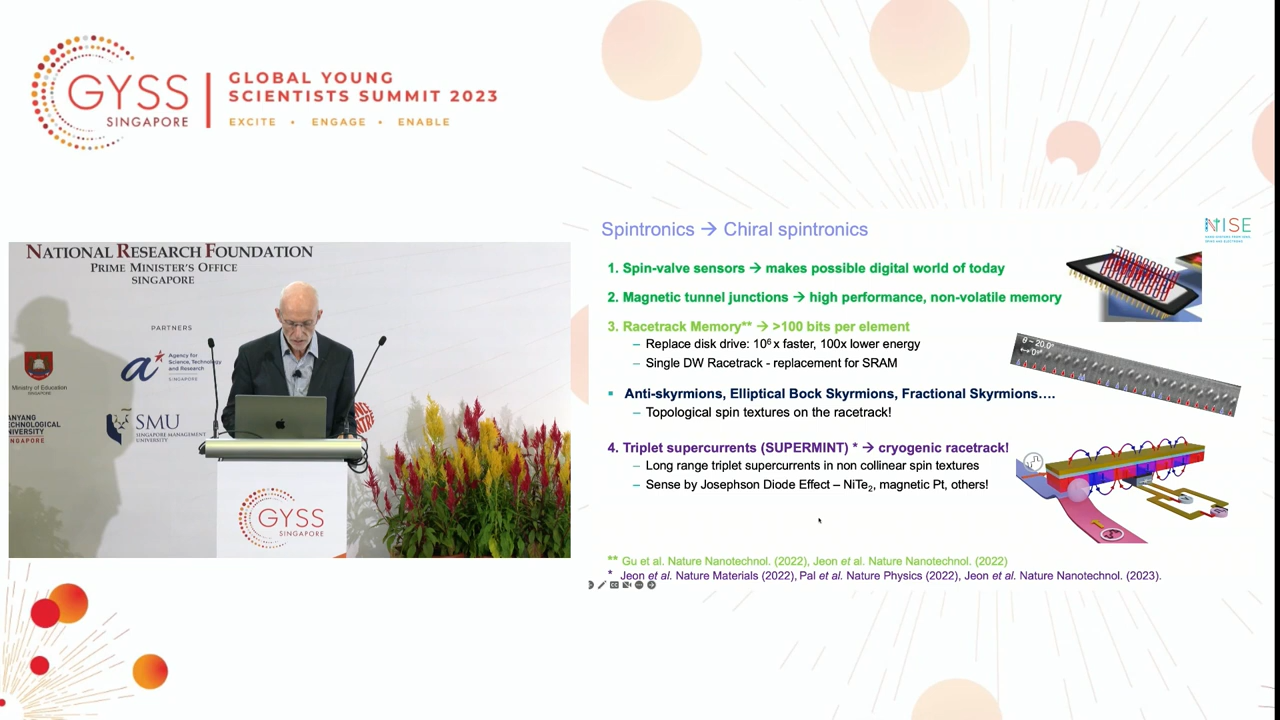 GYSS
SINGAPORE
GLOBAL YOUNG
SCIENTISTS SUMMIT 2023
EXCITE • ENGAGE • ENABLE
NATIONAL RESEARCH FOUNDATION
PRIME MINISTER'S OFFICE
SINGAPORE
PARTNERS
Ministry of Education
Agency for
Science, Technology
and Research
SINGAPORE
ANYANG
TECHNOLOGICAL
UNIVERSITY
SMU
SINGAPORE MANAGEMENT
UNIVERSITY
GYSS
SINGAPORE
Spintronics → Chiral spintronics
NISE
1. Spin-valve sensors → makes possible digital world of today
2. Magnetic tunnel junctions → high performance, non-volatile memory
3. Racetrack Memory** → >100 bits per element
– Replace disk drive: 10⁶ x faster, 100x lower energy
– Single DW Racetrack - replacement for SRAM
▪ Anti-skyrmions, Elliptical Bock Skyrmions, Fractional Skyrmions….
– Topological spin textures on the racetrack!
4. Triplet supercurrents (SUPERMINT) * → cryogenic racetrack!
– Long range triplet supercurrents in non collinear spin textures
– Sense by Josephson Diode Effect – NiTe₂, magnetic Pt, others!
θ – 20.0°
** Gu et al. Nature Nanotechnol. (2022), Jeon et al. Nature Nanotechnol. (2022)
* Jeon et al. Nature Materials (2022), Pal et al. Nature Physics (2022), Jeon et al. Nature Nanotechnol. (2023).